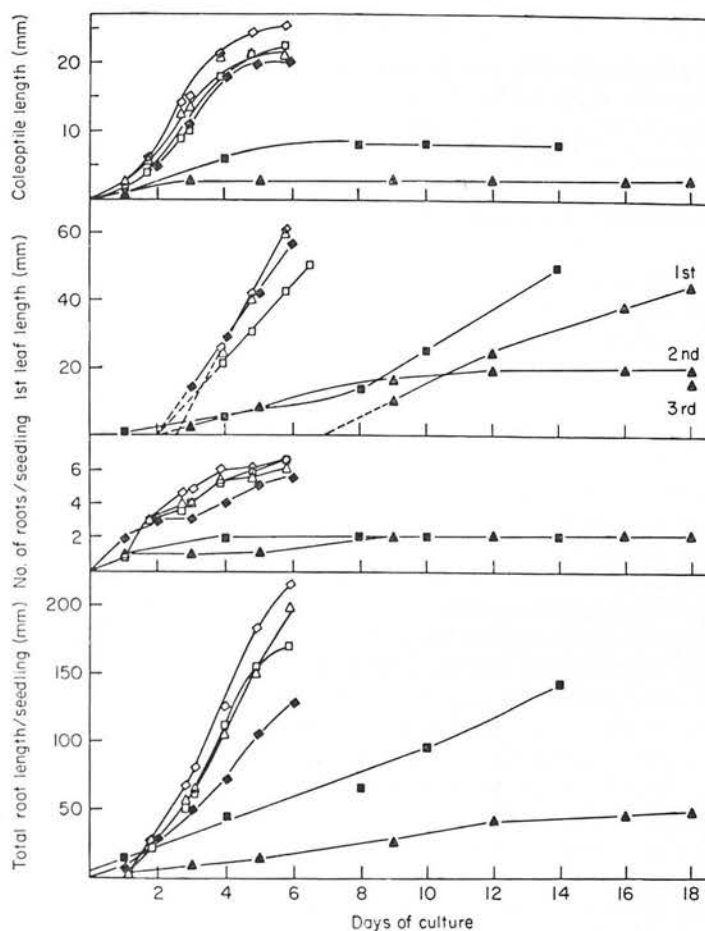 Coleoptile length (mm)
20
10
1st leaf length (mm)
60
40
20
1st
2nd
3rd
No. of roots/seedling
6
4
2
Total root length/seedling (mm)
200
150
100
50
2 4 6 8 10 12 14 16 18
Days of culture